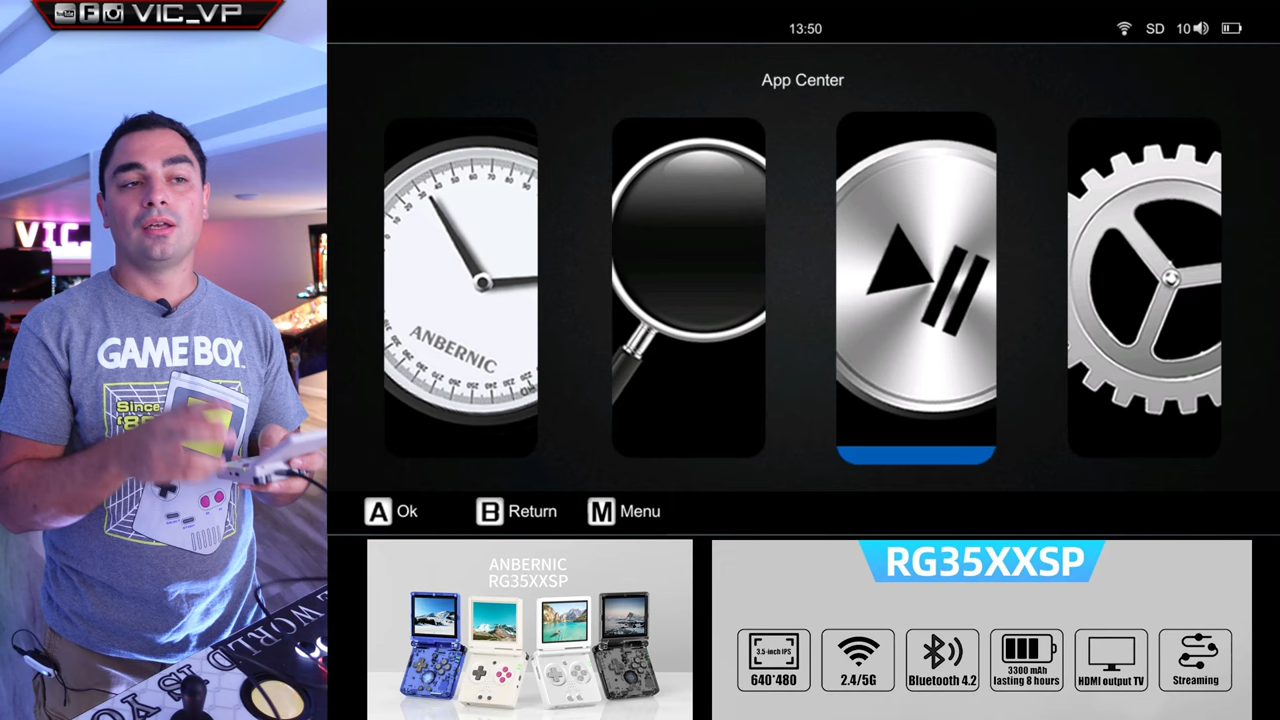 VIC_VP
13:50
SD
10
App Center
ANBERNIC
VIC_
GAME BOY
Since
A Ok
B Return
M Menu
ANBERNIC
RG35XXSP
RG35XXSP
3.5-inch IPS
640*480
2.4/5G
Bluetooth 4.2
3300 mAh
lasting 8 hours
HDMI output TV
Streaming